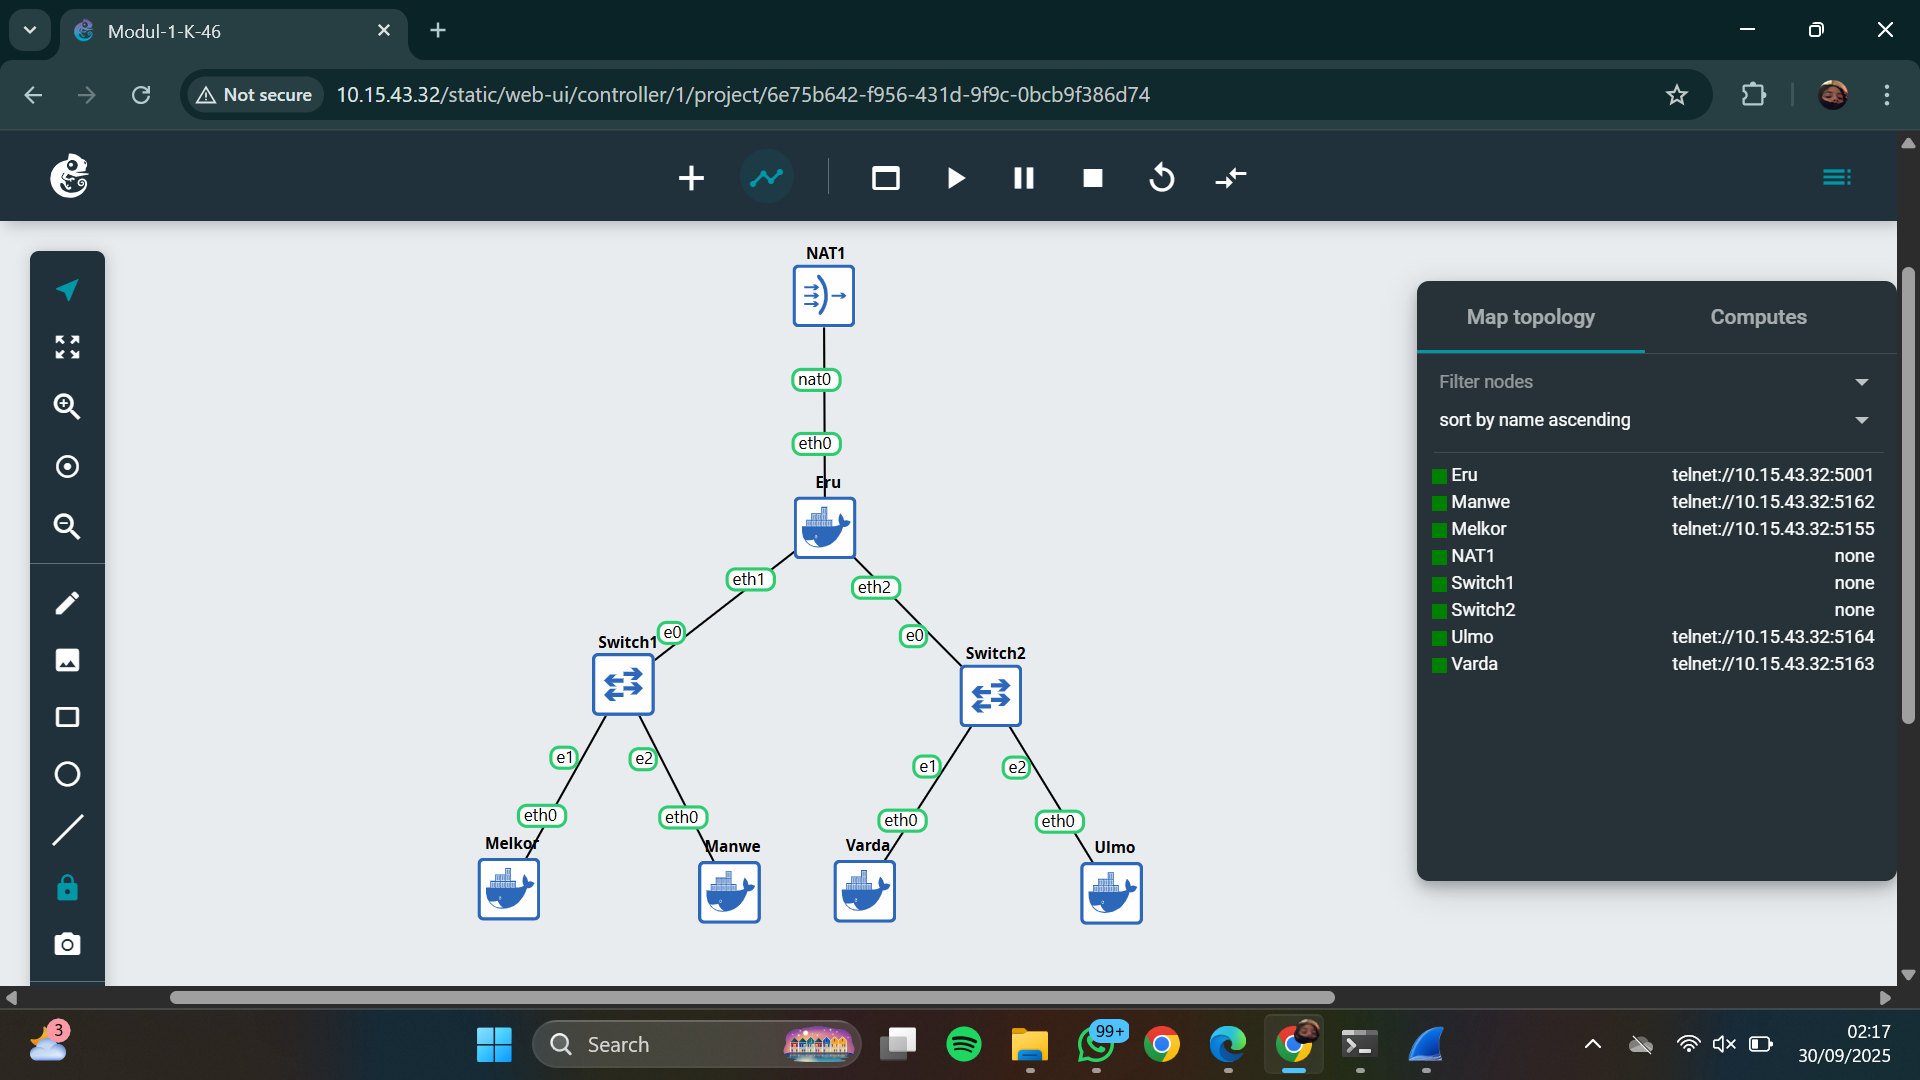 Modul-1-K-46
Not secure
10.15.43.32/static/web-ui/controller/1/project/6e75b642-f956-431d-9f9c-0bcb9f386d74
NAT1
nat0
eth0
Eru
eth1
eth2
e0
e0
Switch1
Switch2
e1
e2
e1
e2
eth0
eth0
eth0
eth0
Melkor
Manwe
Varda
Ulmo
Map topology
Computes
Filter nodes
sort by name ascending
Eru telnet://10.15.43.32:5001
Manwe telnet://10.15.43.32:5162
Melkor telnet://10.15.43.32:5155
NAT1 none
Switch1 none
Switch2 none
Ulmo telnet://10.15.43.32:5164
Varda telnet://10.15.43.32:5163
3
Search
99+
02:17
30/09/2025